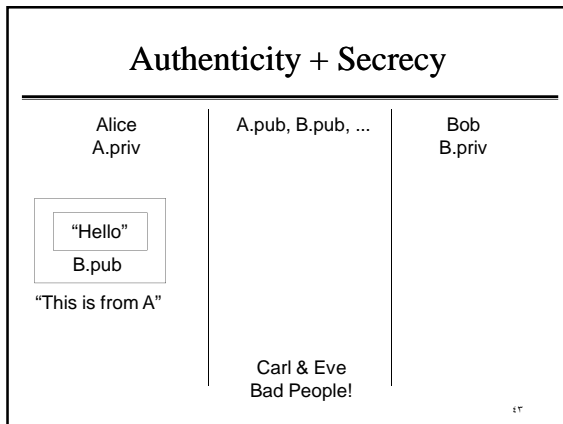 Authenticity + Secrecy
Alice
A.priv
A.pub, B.pub, ...
Bob
B.priv
“Hello”
B.pub
“This is from A”
Carl & Eve
Bad People!
٤٣